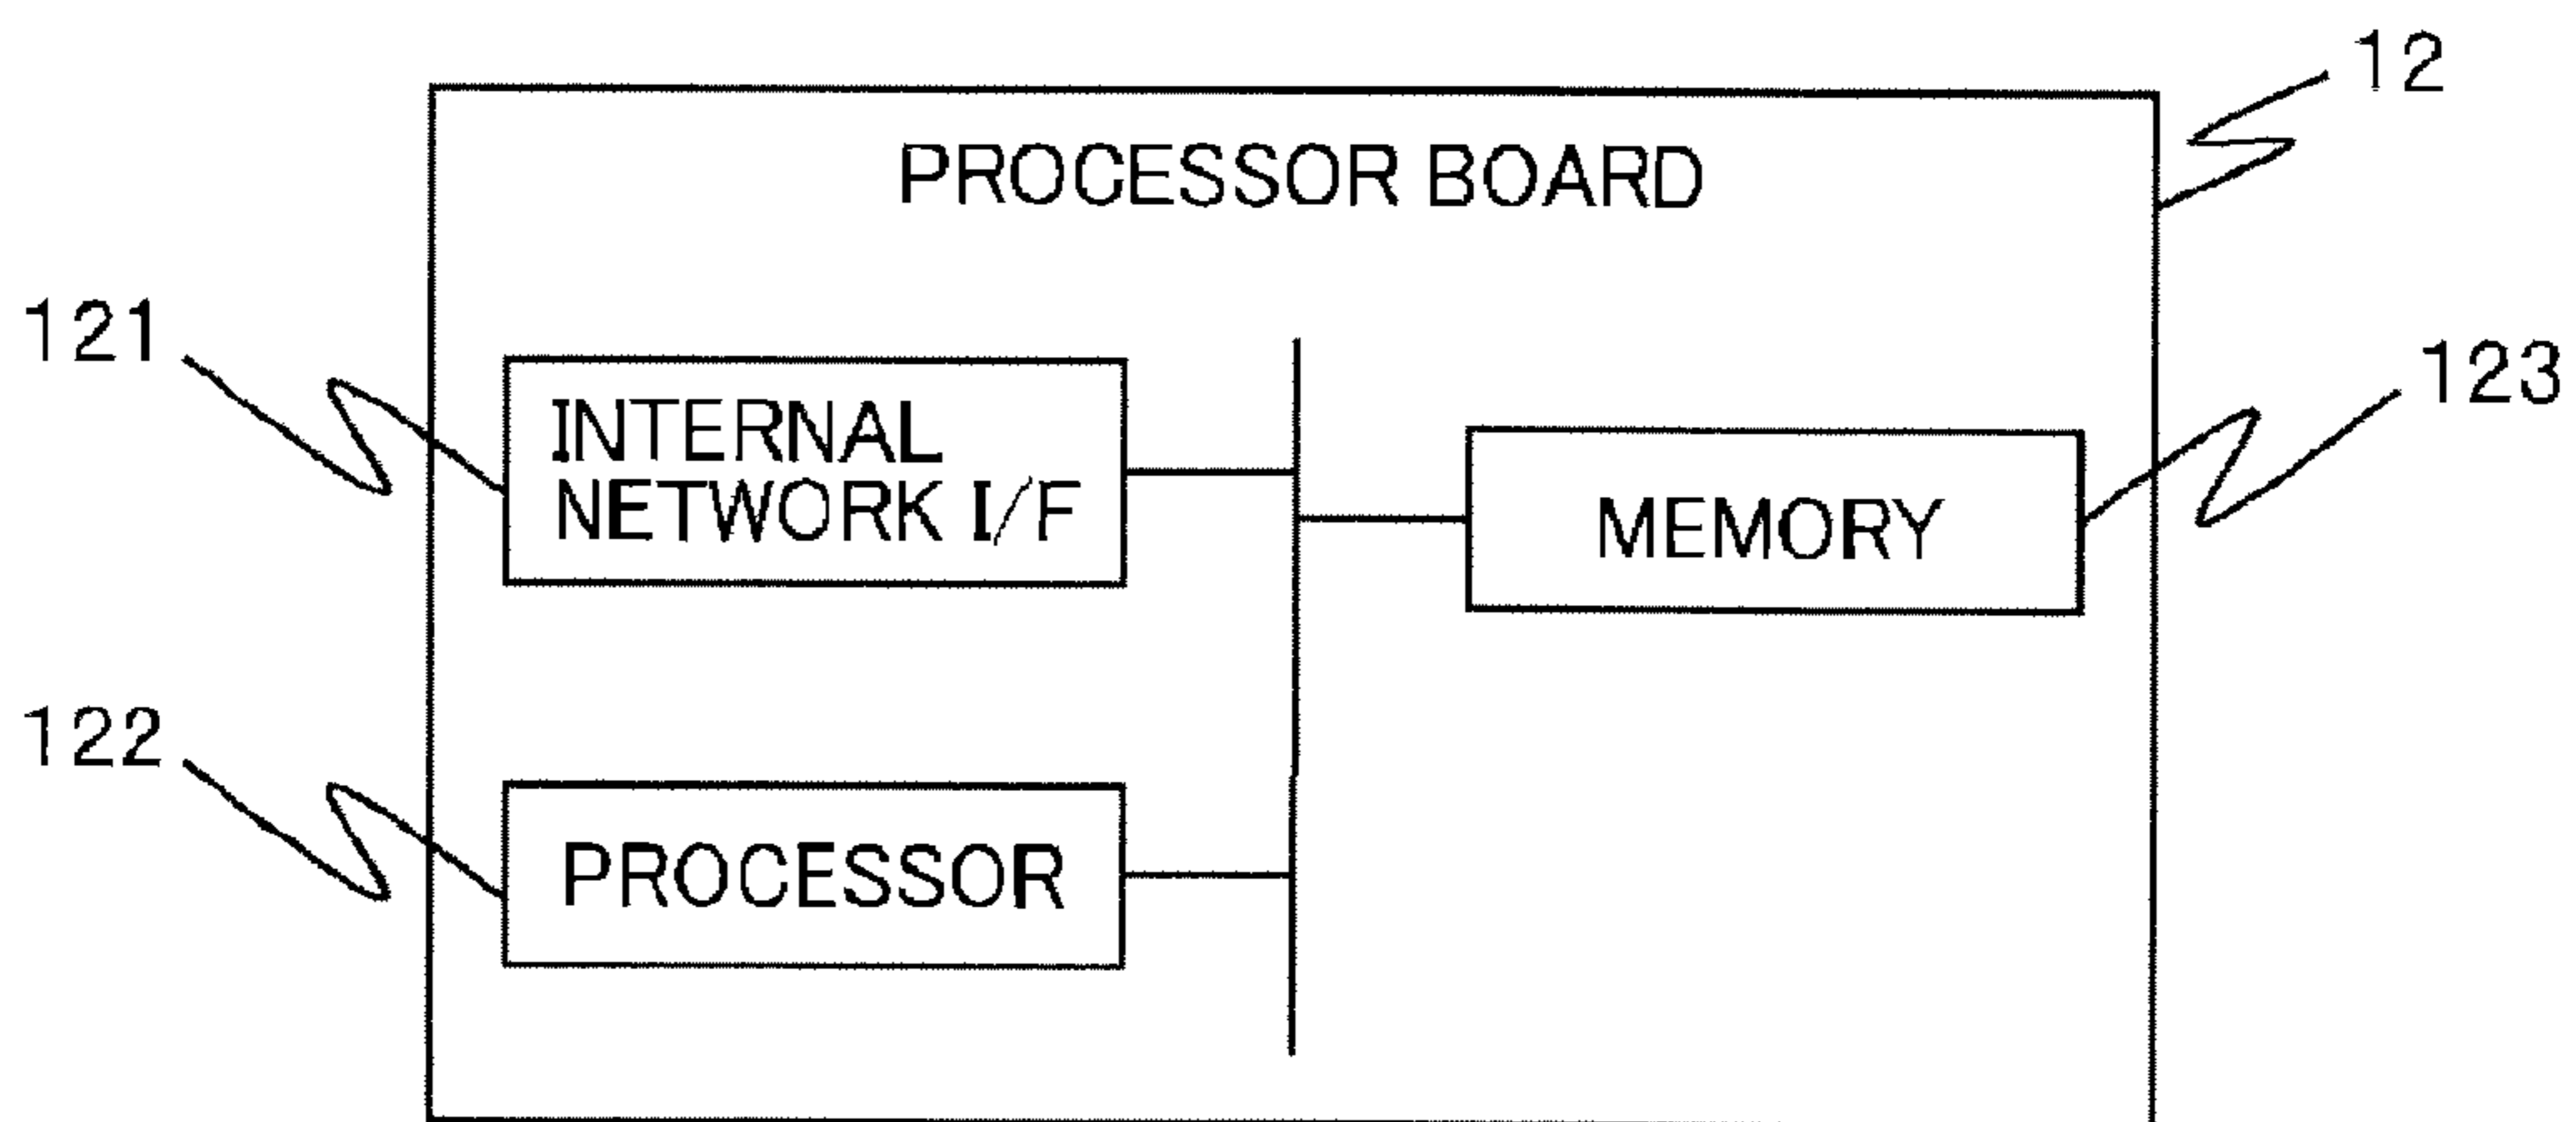 12
PROCESSOR BOARD
121
INTERNAL
NETWORK I/F
123
MEMORY
122
PROCESSOR